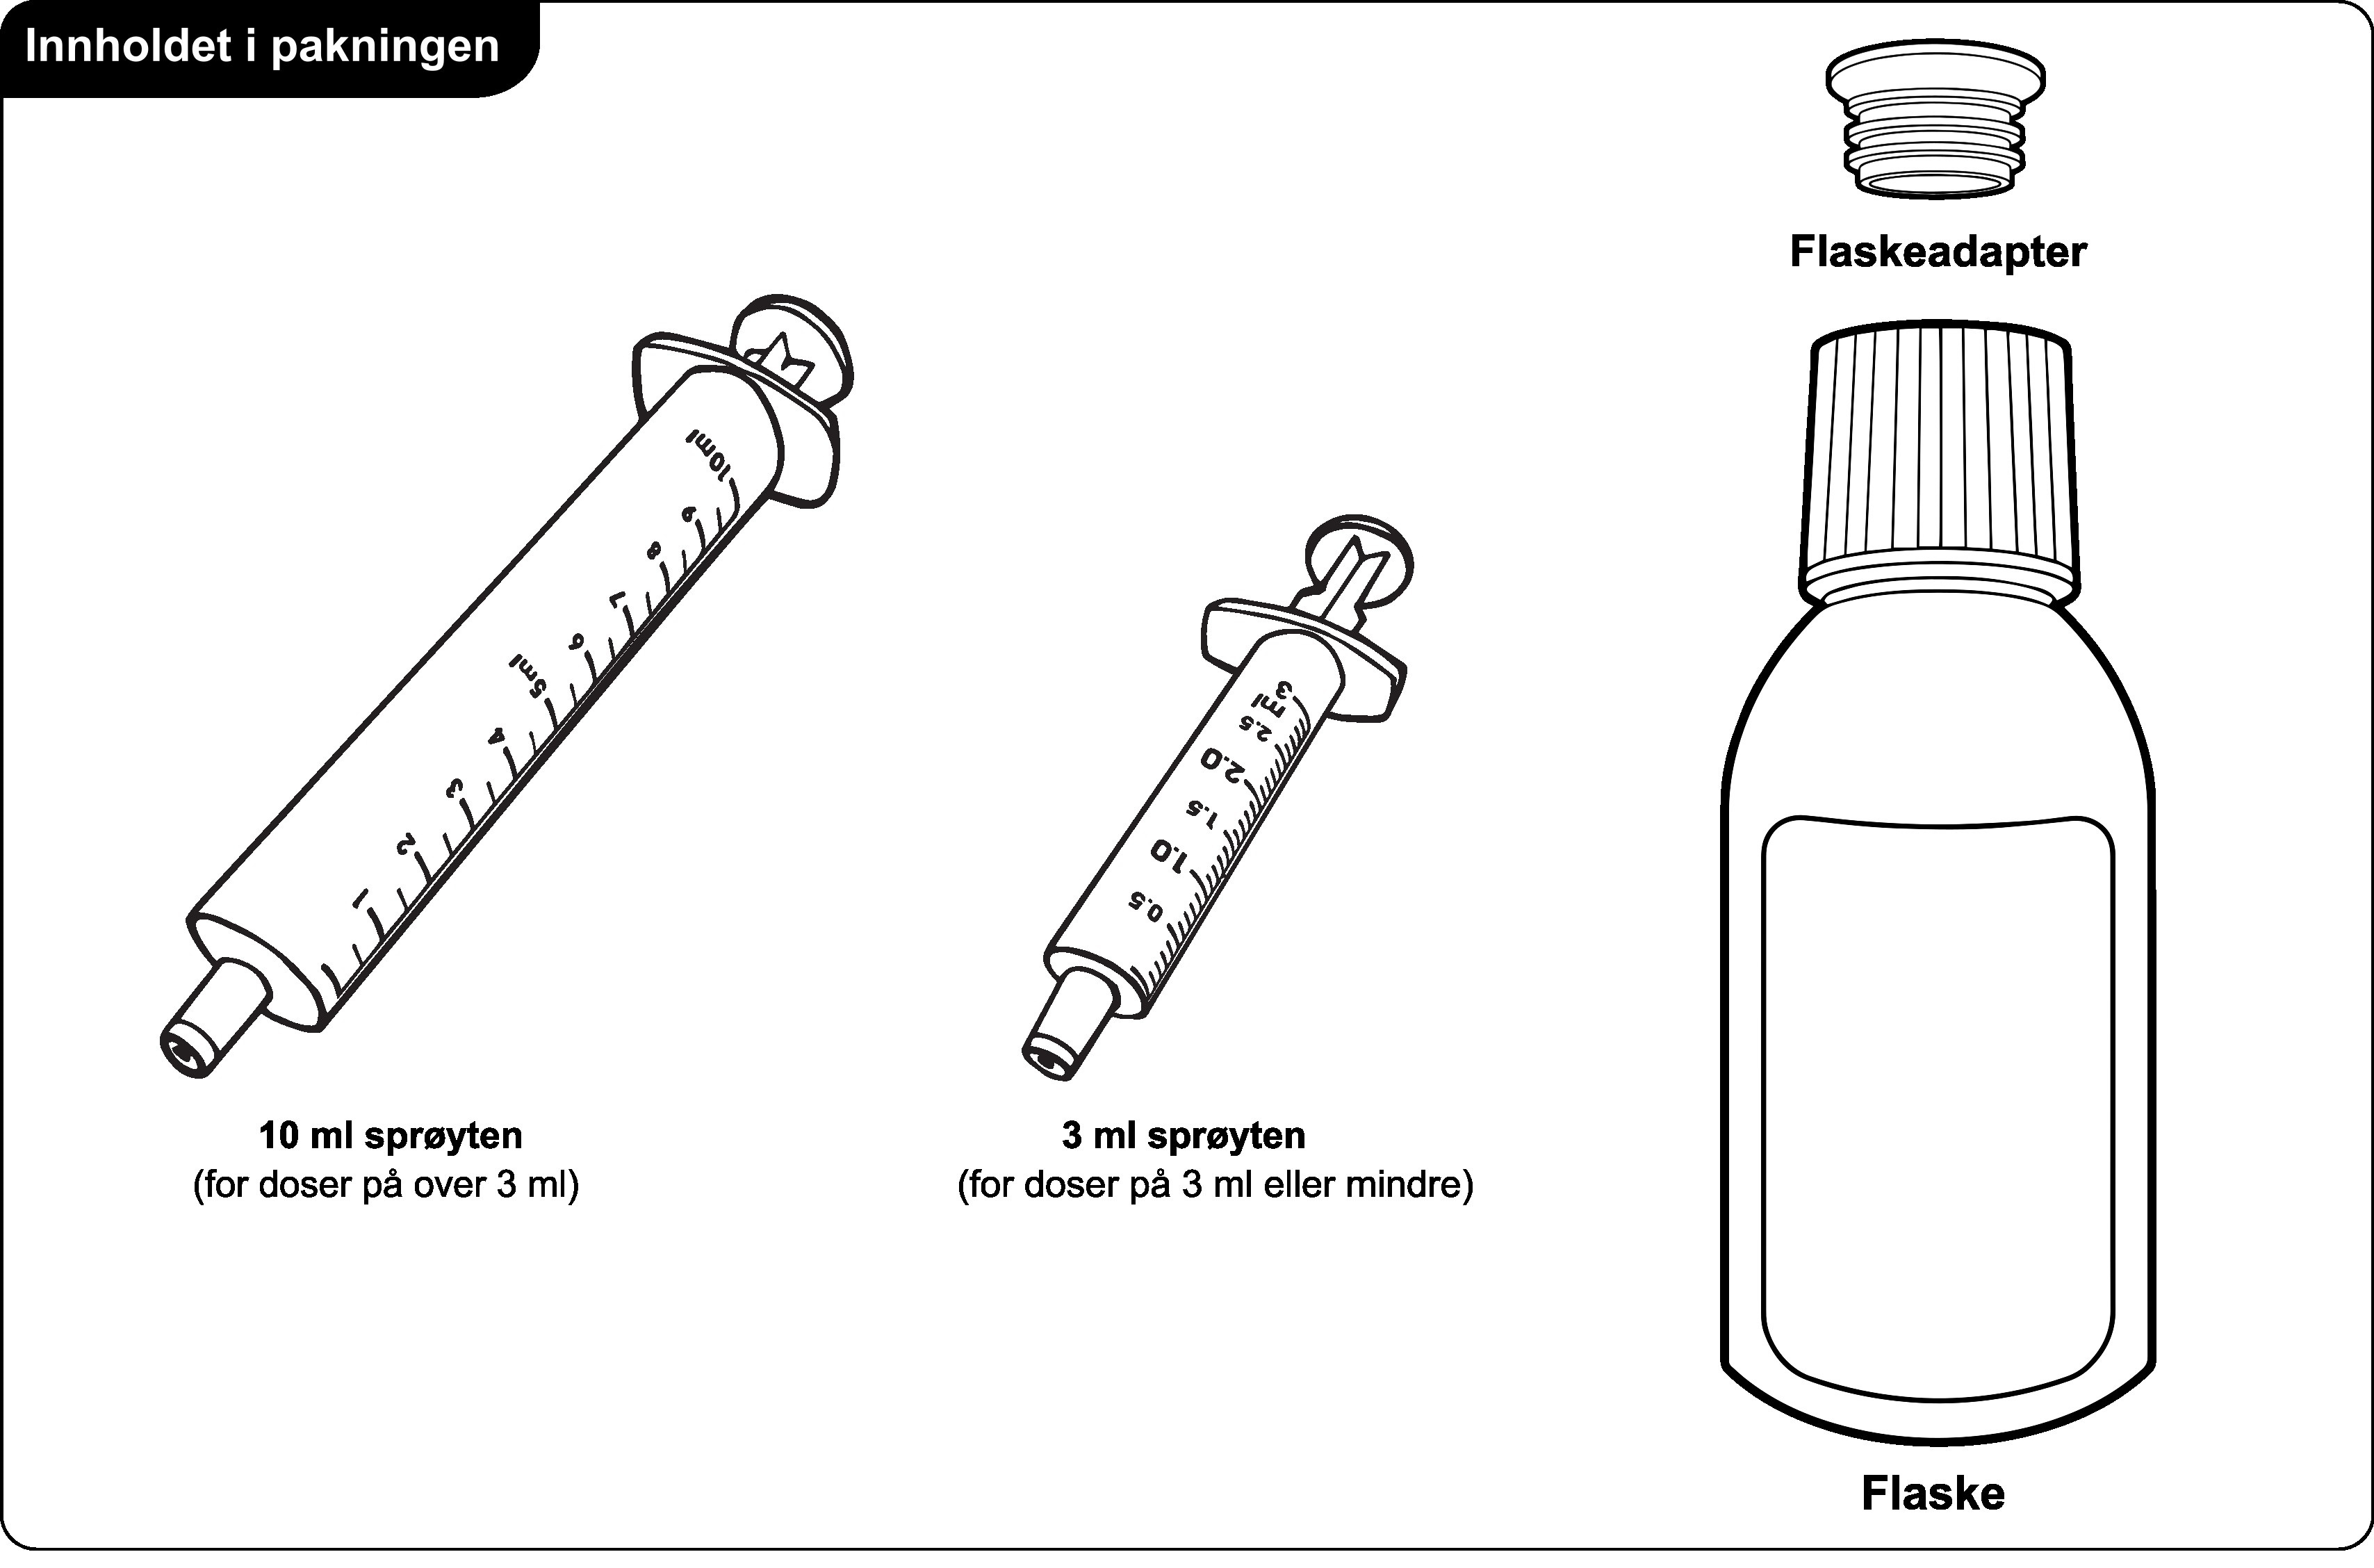 Innholdet i pakningen
Flaskeadapter
10ml
9
8
7
6
5ml
4
3
2
1
3
ml
2.5
2.0
1.5
1.0
0.5
10 ml sprøyten
(for doser på over 3 ml)
3 ml sprøyten
(for doser på 3 ml eller mindre)
Flaske